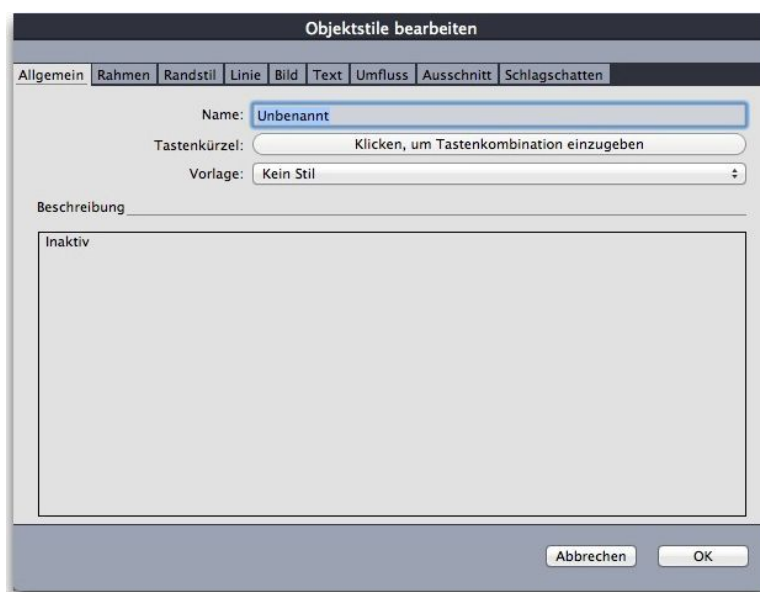 Objektstile bearbeiten
Allgemein Rahmen Randstil Linie Bild Text Umfluss Ausschnitt Schlagschatten
Name: Unbenannt
Tastenkürzel: Klicken, um Tastenkombination einzugeben
Vorlage: Kein Stil
Beschreibung
Inaktiv
Abbrechen OK